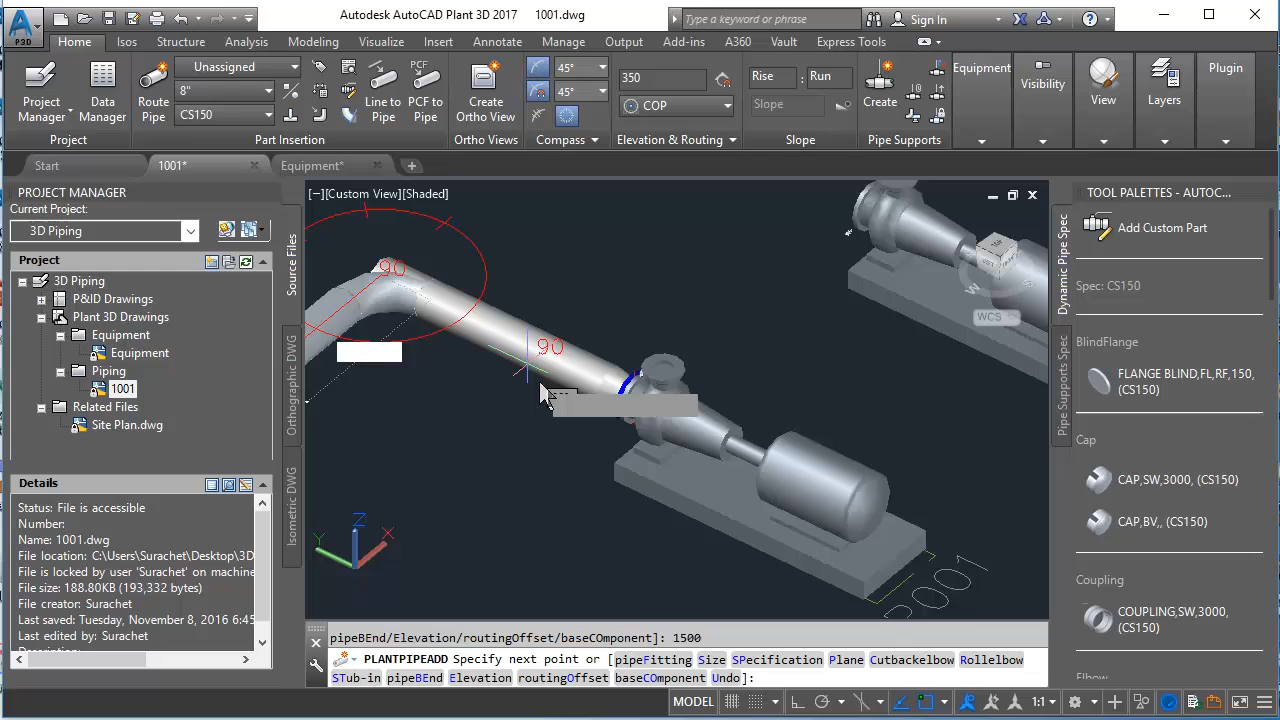 Autodesk AutoCAD Plant 3D 2017 1001.dwg
Type a keyword or phrase
Sign In
P3D
Home Isos Structure Analysis Modeling Visualize Insert Annotate Manage Output Add-ins A360 Vault Express Tools
Project Manager
Data Manager
Project
Route Pipe
Unassigned
8"
CS150
Line to Pipe
PCF
PCF to Pipe
Part Insertion
Create Ortho View
Ortho Views
45°
45°
Compass
350
COP
Elevation & Routing
Rise : Run
Slope
Slope
Create
Pipe Supports
Equipment
Visibility
View
Layers
Plugin
Start 1001* Equipment*
PROJECT MANAGER
Current Project:
3D Piping
Project
3D Piping
P&ID Drawings
Plant 3D Drawings
Equipment
Equipment
Piping
1001
Related Files
Site Plan.dwg
Details
Status: File is accessible
Number:
Name: 1001.dwg
File location: C:\Users\Surachet\Desktop\3D
File is locked by user 'Surachet' on machine
File size: 188.80KB (193,332 bytes)
File creator: Surachet
Last saved: Tuesday, November 8, 2016 6:45
Last edited by: Surachet
Source Files
Orthographic DWG
Isometric DWG
[−][Custom View][Shaded]
90
90
W
S
WCS
Z
Y
X
P001
pipeBEnd/Elevation/routingOffset/baseCOmponent]: 1500
PLANTPIPEADD Specify next point or [pipeFitting Size SPecification Plane Cutbackelbow Rollelbow
STub-in pipeBEnd Elevation routingOffset baseCOmponent Undo]:
MODEL
1:1
TOOL PALETTES - AUTOC...
Dynamic Pipe Spec
Pipe Supports Spec
Add Custom Part
Spec: CS150
BlindFlange
FLANGE BLIND,FL,RF,150, (CS150)
Cap
CAP,SW,3000, (CS150)
CAP,BV,, (CS150)
Coupling
COUPLING,SW,3000, (CS150)
Elbow